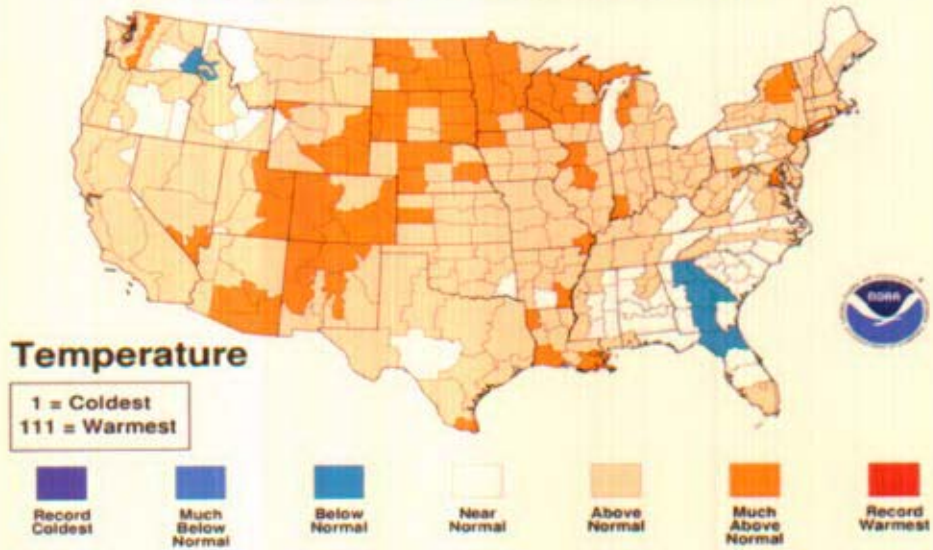 NOAA
Temperature
1 = Coldest
111 = Warmest
Record
Coldest
Much
Below
Normal
Below
Normal
Near
Normal
Above
Normal
Much
Above
Normal
Record
Warmest